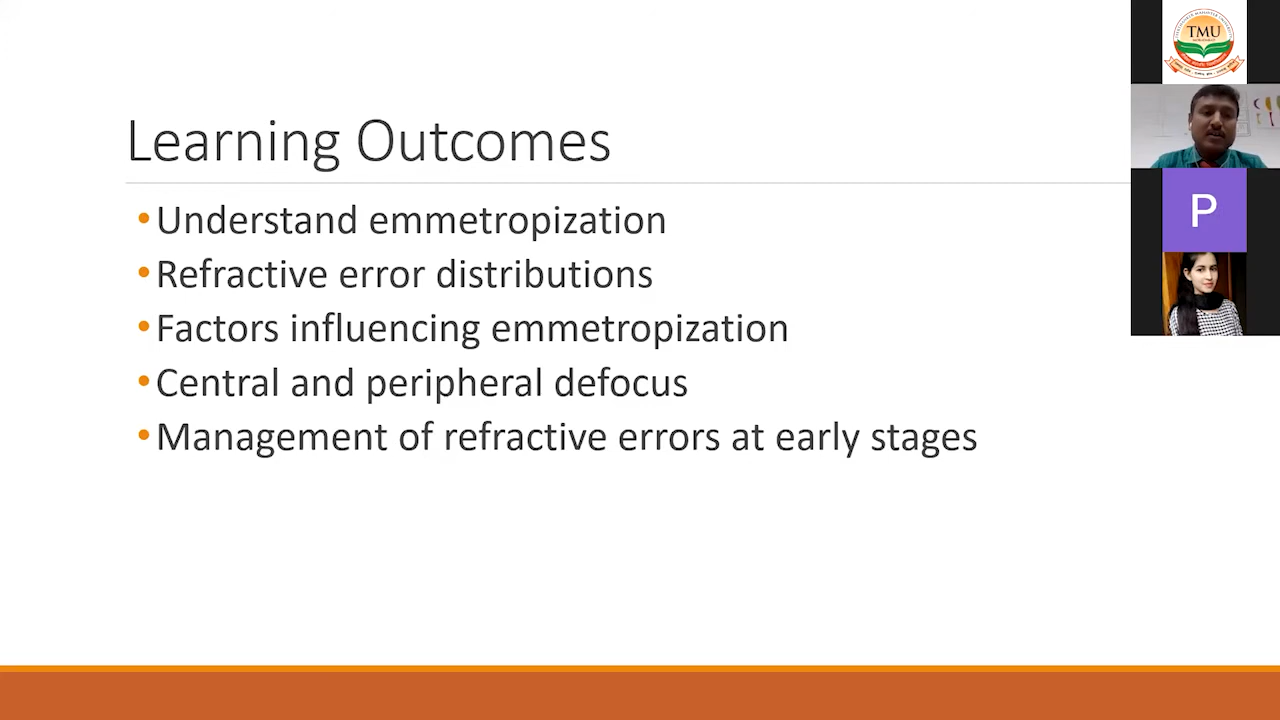 Learning Outcomes
•Understand emmetropization
•Refractive error distributions
•Factors influencing emmetropization
•Central and peripheral defocus
•Management of refractive errors at early stages
TMU
P